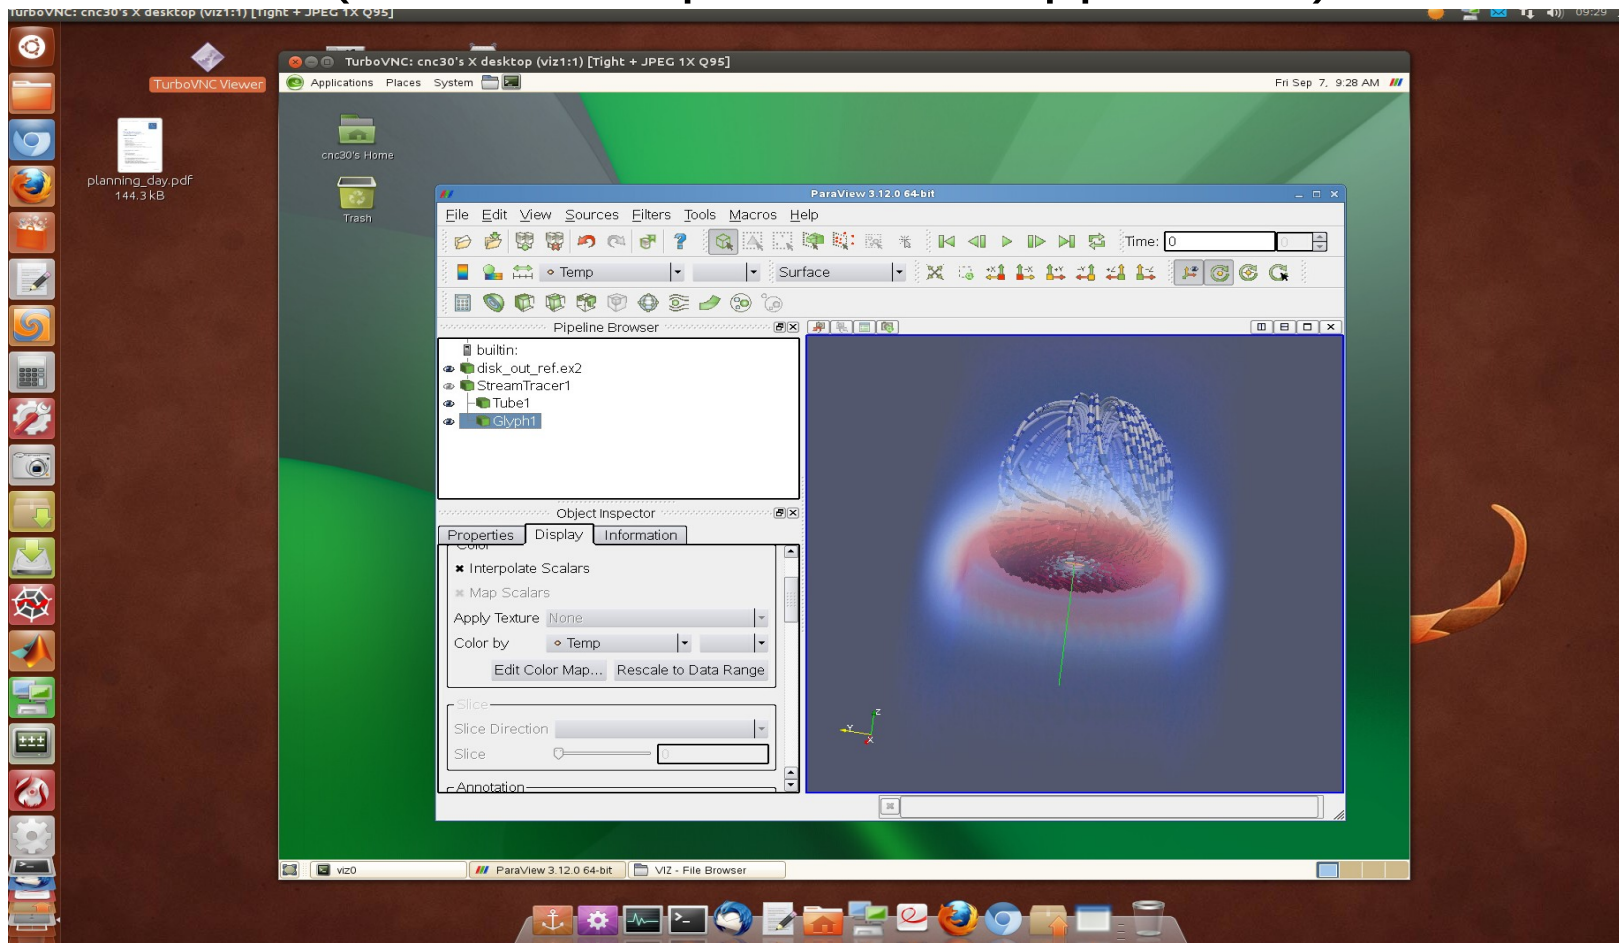 TurboVNC: cnc30's X desktop (viz1:1) [Tight + JPEG 1X Q95]
09:29
TurboVNC Viewer
planning_day.pdf
144.3 kB
TurboVNC: cnc30's X desktop (viz1:1) [Tight + JPEG 1X Q95]
Applications Places System
Fri Sep 7, 9:28 AM
cnc30's Home
Trash
ParaView 3.12.0 64-bit
File Edit View Sources Filters Tools Macros Help
Time: 0 0
Temp Surface
Pipeline Browser
builtin:
disk_out_ref.ex2
StreamTracer1
Tube1
Glyph1
Object Inspector
Properties Display Information
Color
Interpolate Scalars
Map Scalars
Apply Texture None
Color by Temp
Edit Color Map... Rescale to Data Range
Slice
Slice Direction
Slice 0
Annotation
Z
Y
X
viz0 ParaView 3.12.0 64-bit VIZ - File Browser